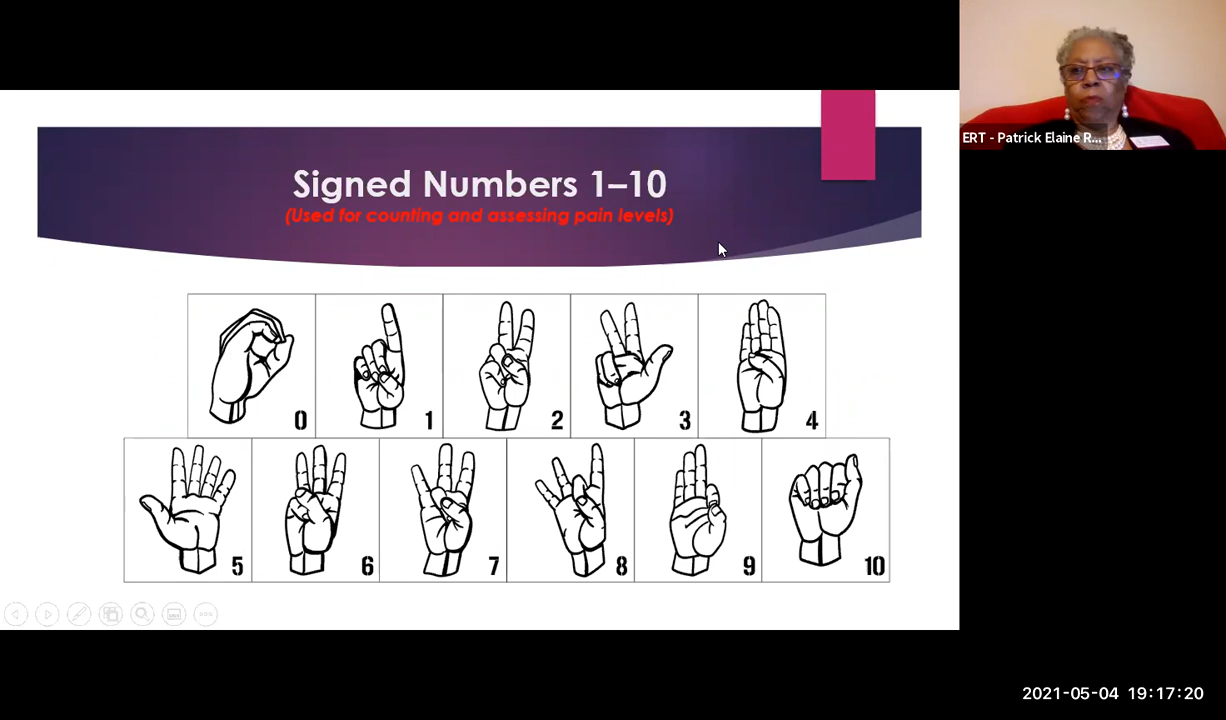 Signed Numbers 1–10
(Used for counting and assessing pain levels)
ERT - Patrick Elaine R...
0 1 2 3 4
5 6 7 8 9 10
2021-05-04 19:17:20